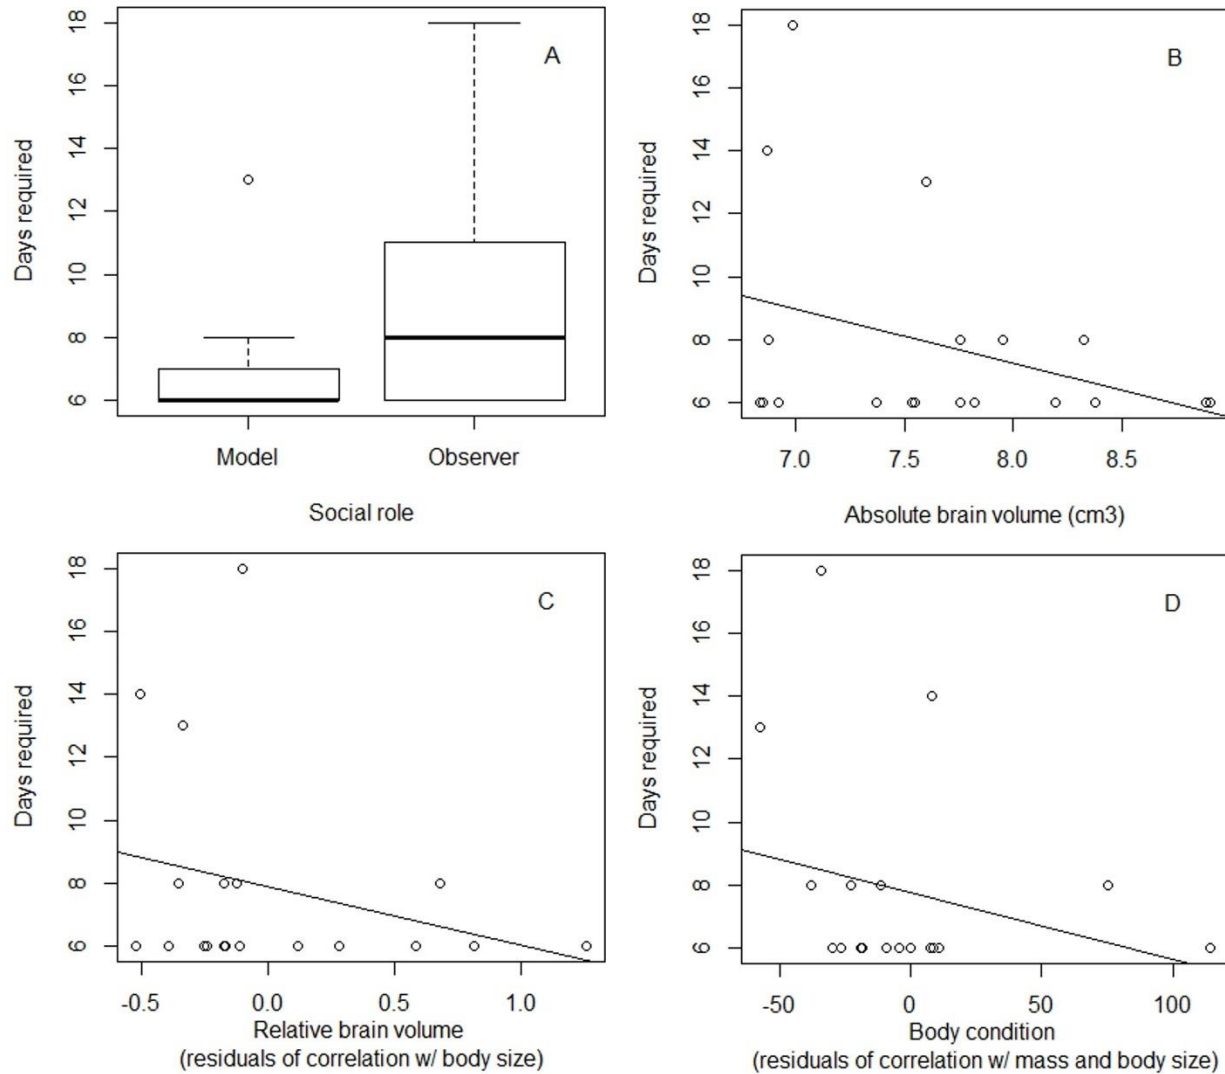 A
Days required
18
16
14
12
10
8
6
Model
Observer
Social role
B
Days required
18
16
14
12
10
8
6
7.0
7.5
8.0
8.5
Absolute brain volume (cm3)
C
Days required
18
16
14
12
10
8
6
-0.5
0.0
0.5
1.0
Relative brain volume
(residuals of correlation w/ body size)
D
Days required
18
16
14
12
10
8
6
-50
0
50
100
Body condition
(residuals of correlation w/ mass and body size)